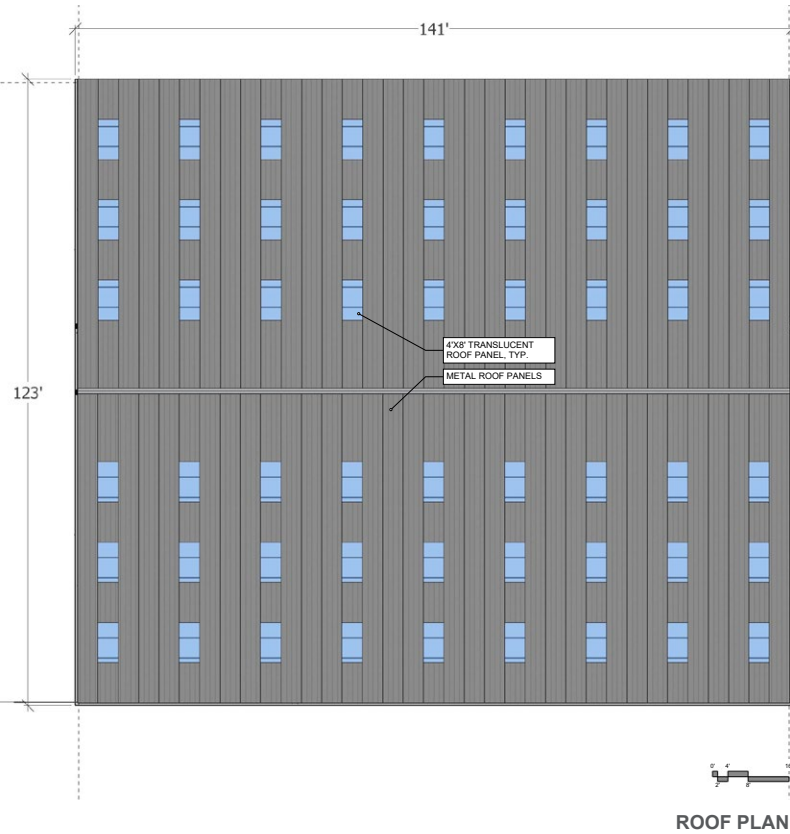 141'
4'X8' TRANSLUCENT
ROOF PANEL, TYP.
METAL ROOF PANELS
123'
0' 4'
2' 8'
ROOF PLAN